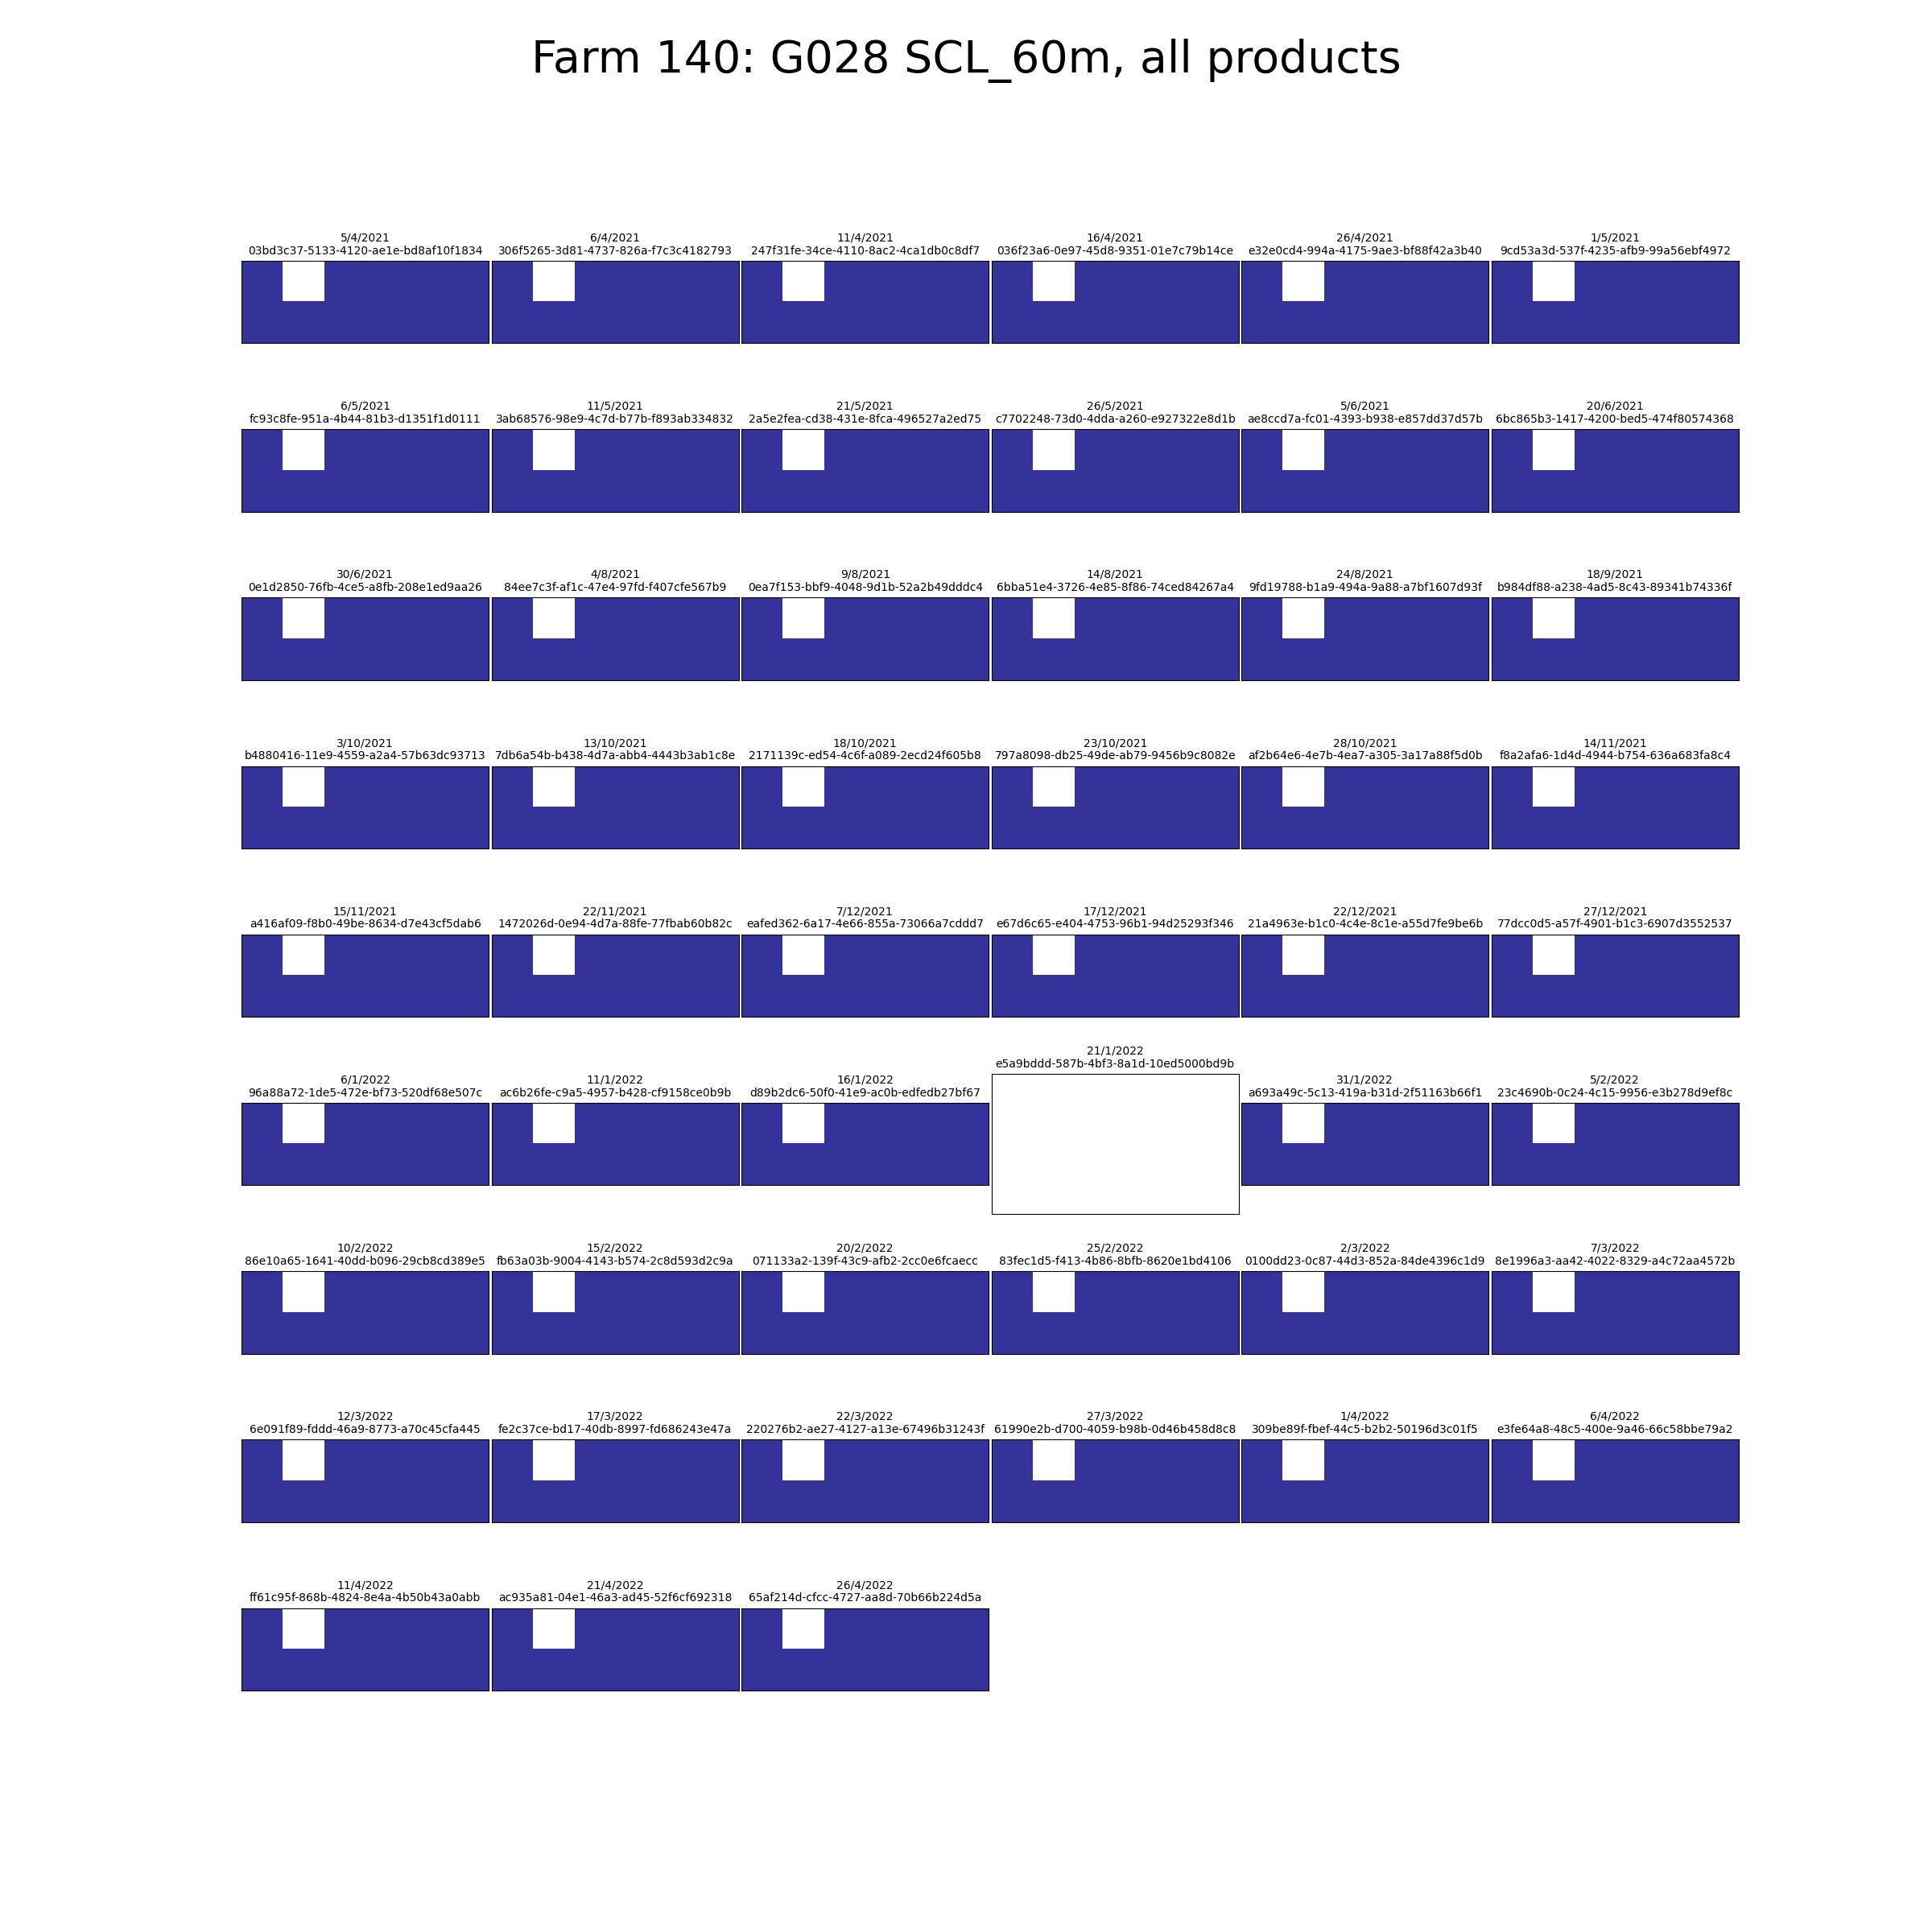 Farm 140: G028 SCL_60m, all products
5/4/2021
03bd3c37-5133-4120-ae1e-bd8af10f1834
6/4/2021
306f5265-3d81-4737-826a-f7c3c4182793
11/4/2021
247f31fe-34ce-4110-8ac2-4ca1db0c8df7
16/4/2021
036f23a6-0e97-45d8-9351-01e7c79b14ce
26/4/2021
e32e0cd4-994a-4175-9ae3-bf88f42a3b40
1/5/2021
9cd53a3d-537f-4235-afb9-99a56ebf4972
6/5/2021
fc93c8fe-951a-4b44-81b3-d1351f1d0111
11/5/2021
3ab68576-98e9-4c7d-b77b-f893ab334832
21/5/2021
2a5e2fea-cd38-431e-8fca-496527a2ed75
26/5/2021
c7702248-73d0-4dda-a260-e927322e8d1b
5/6/2021
ae8ccd7a-fc01-4393-b938-e857dd37d57b
20/6/2021
6bc865b3-1417-4200-bed5-474f80574368
30/6/2021
0e1d2850-76fb-4ce5-a8fb-208e1ed9aa26
4/8/2021
84ee7c3f-af1c-47e4-97fd-f407cfe567b9
9/8/2021
0ea7f153-bbf9-4048-9d1b-52a2b49dddc4
14/8/2021
6bba51e4-3726-4e85-8f86-74ced84267a4
24/8/2021
9fd19788-b1a9-494a-9a88-a7bf1607d93f
18/9/2021
b984df88-a238-4ad5-8c43-89341b74336f
3/10/2021
b4880416-11e9-4559-a2a4-57b63dc93713
13/10/2021
7db6a54b-b438-4d7a-abb4-4443b3ab1c8e
18/10/2021
2171139c-ed54-4c6f-a089-2ecd24f605b8
23/10/2021
797a8098-db25-49de-ab79-9456b9c8082e
28/10/2021
af2b64e6-4e7b-4ea7-a305-3a17a88f5d0b
14/11/2021
f8a2afa6-1d4d-4944-b754-636a683fa8c4
15/11/2021
a416af09-f8b0-49be-8634-d7e43cf5dab6
22/11/2021
1472026d-0e94-4d7a-88fe-77fbab60b82c
7/12/2021
eafed362-6a17-4e66-855a-73066a7cddd7
17/12/2021
e67d6c65-e404-4753-96b1-94d25293f346
22/12/2021
21a4963e-b1c0-4c4e-8c1e-a55d7fe9be6b
27/12/2021
77dcc0d5-a57f-4901-b1c3-6907d3552537
6/1/2022
96a88a72-1de5-472e-bf73-520df68e507c
11/1/2022
ac6b26fe-c9a5-4957-b428-cf9158ce0b9b
16/1/2022
d89b2dc6-50f0-41e9-ac0b-edfedb27bf67
21/1/2022
e5a9bddd-587b-4bf3-8a1d-10ed5000bd9b
31/1/2022
a693a49c-5c13-419a-b31d-2f51163b66f1
5/2/2022
23c4690b-0c24-4c15-9956-e3b278d9ef8c
10/2/2022
86e10a65-1641-40dd-b096-29cb8cd389e5
15/2/2022
fb63a03b-9004-4143-b574-2c8d593d2c9a
20/2/2022
071133a2-139f-43c9-afb2-2cc0e6fcaecc
25/2/2022
83fec1d5-f413-4b86-8bfb-8620e1bd4106
2/3/2022
0100dd23-0c87-44d3-852a-84de4396c1d9
7/3/2022
8e1996a3-aa42-4022-8329-a4c72aa4572b
12/3/2022
6e091f89-fddd-46a9-8773-a70c45cfa445
17/3/2022
fe2c37ce-bd17-40db-8997-fd686243e47a
22/3/2022
220276b2-ae27-4127-a13e-67496b31243f
27/3/2022
61990e2b-d700-4059-b98b-0d46b458d8c8
1/4/2022
309be89f-fbef-44c5-b2b2-50196d3c01f5
6/4/2022
e3fe64a8-48c5-400e-9a46-66c58bbe79a2
11/4/2022
ff61c95f-868b-4824-8e4a-4b50b43a0abb
21/4/2022
ac935a81-04e1-46a3-ad45-52f6cf692318
26/4/2022
65af214d-cfcc-4727-aa8d-70b66b224d5a